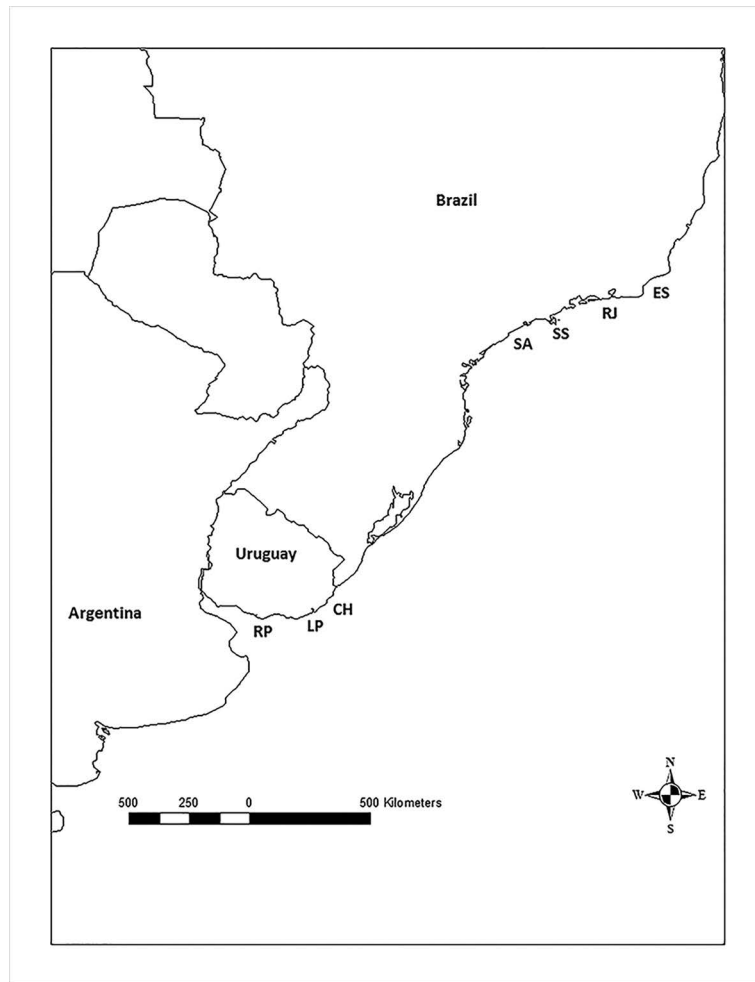 Brazil
ES
RJ
SS
SA
Uruguay
Argentina
CH
LP
RP
500 250 0 500 Kilometers
N
W E
S